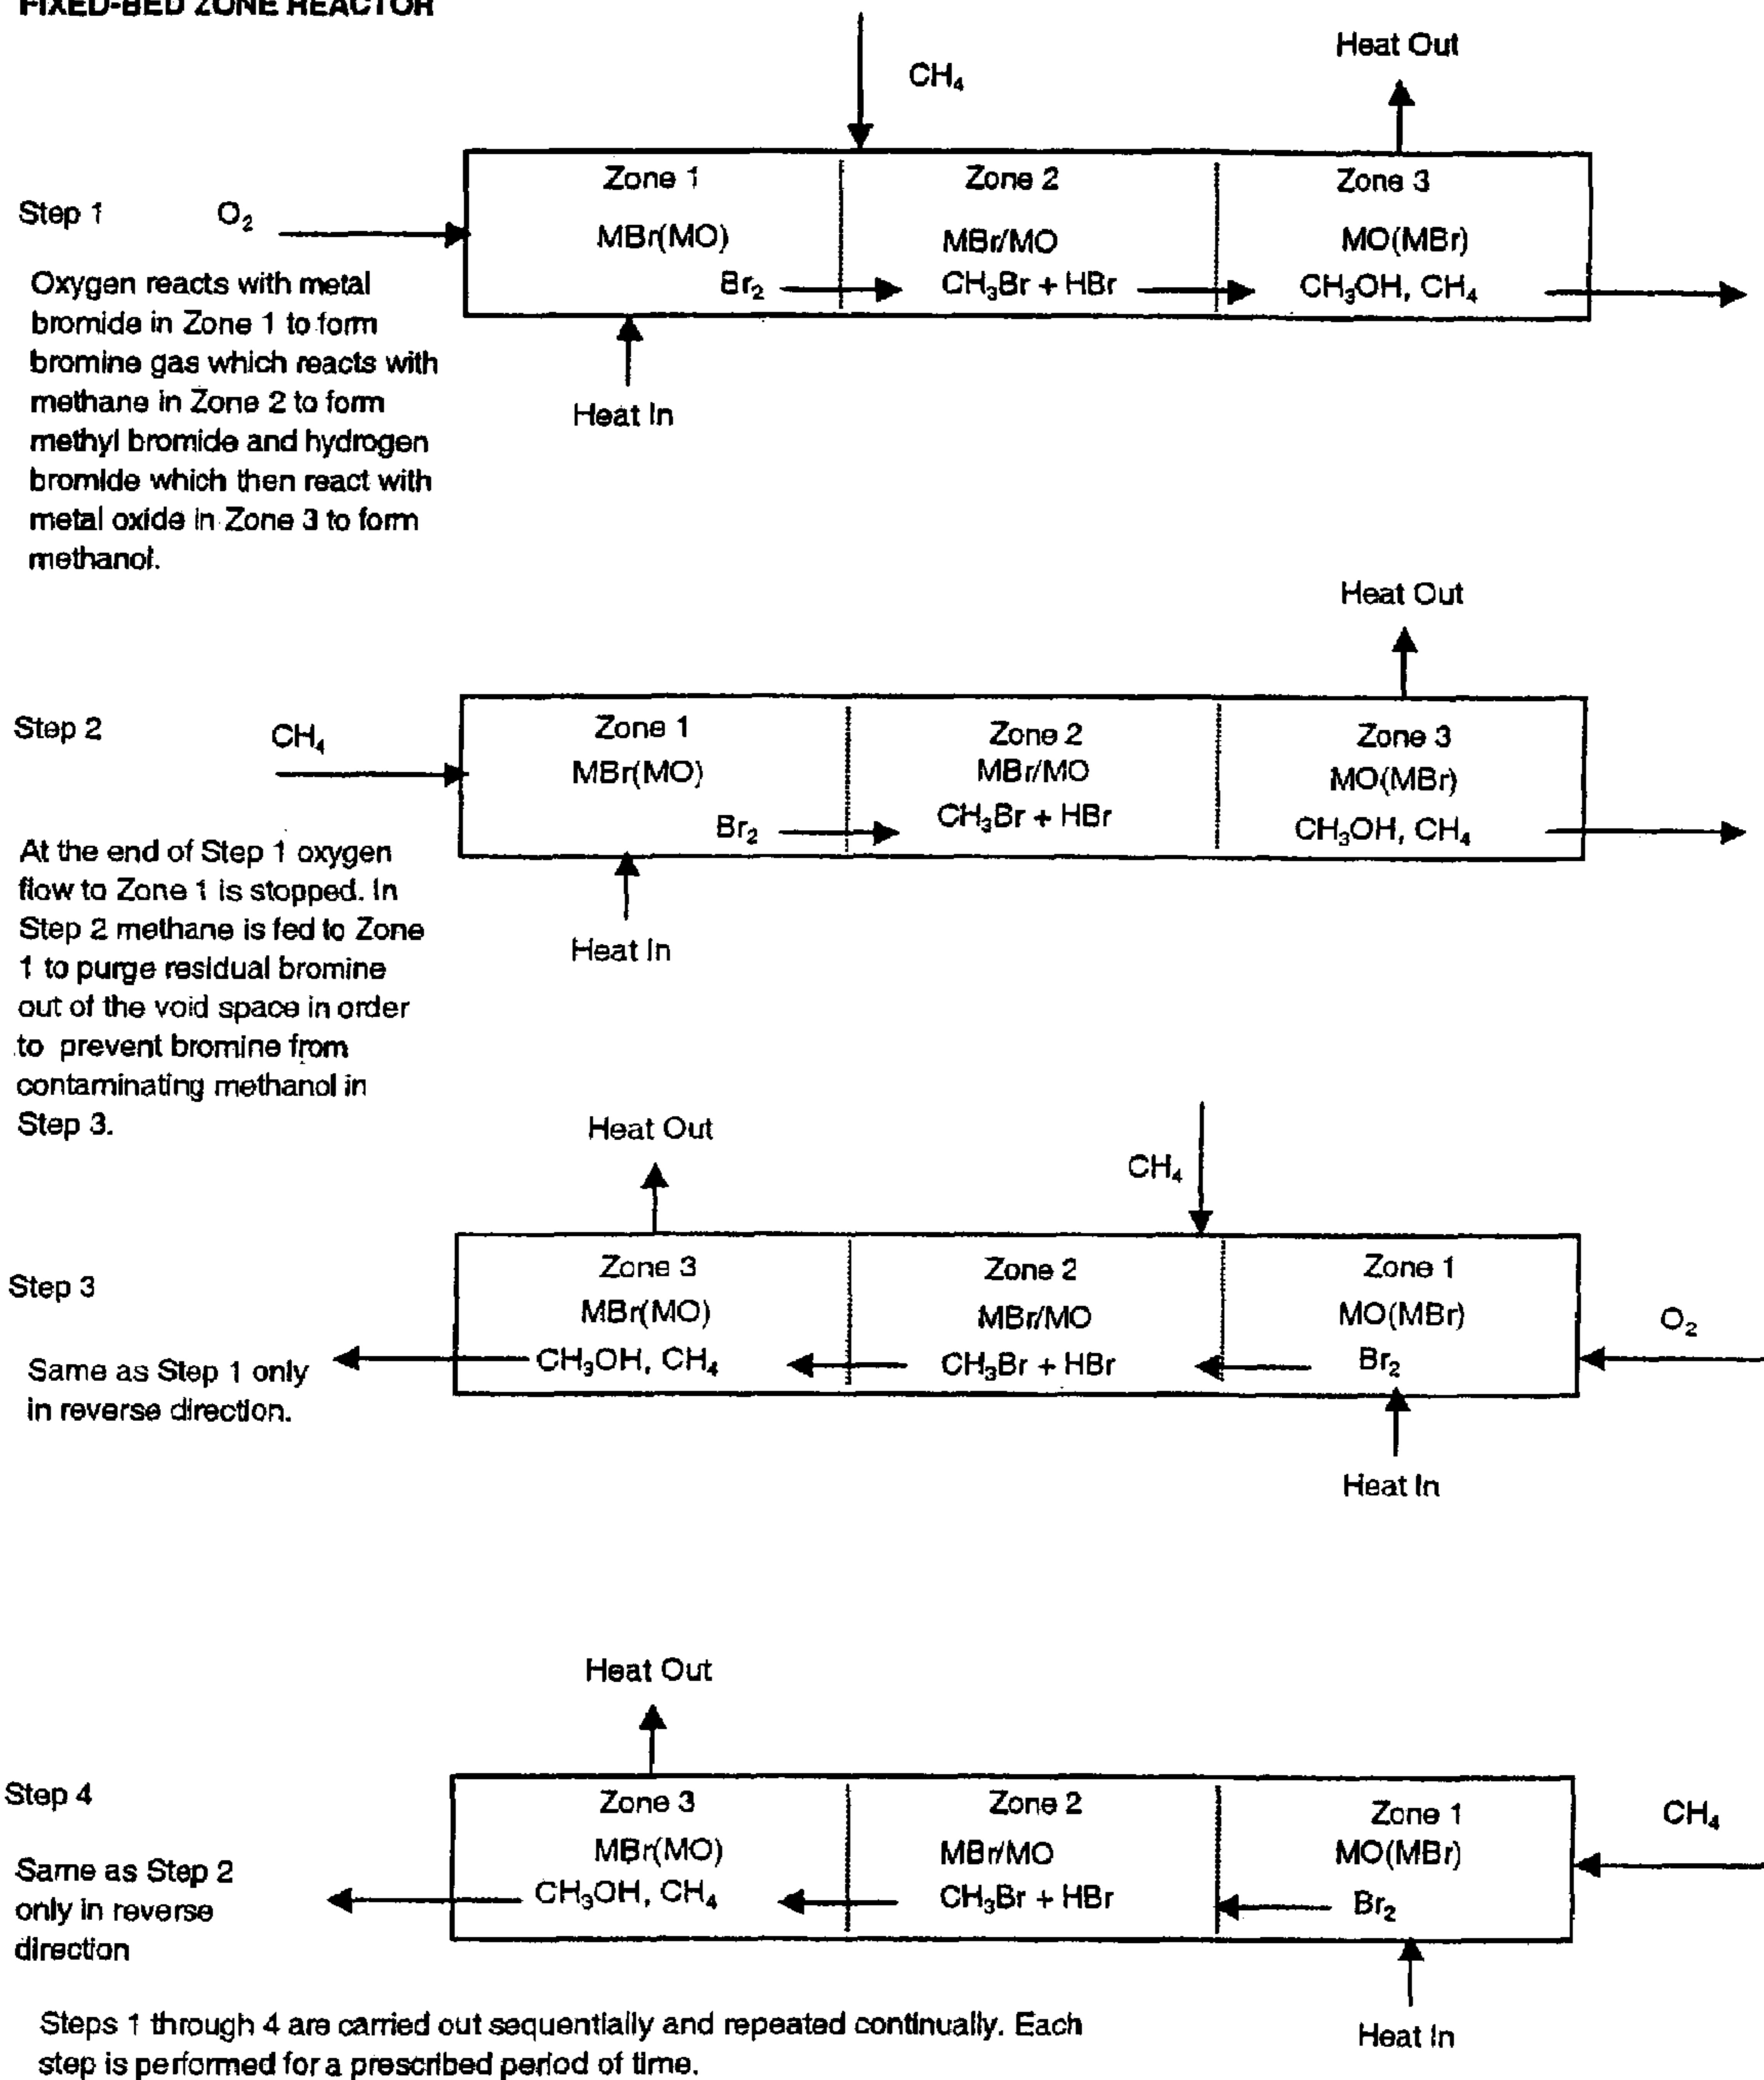 FIXED-BED ZONE REACTOR
CH₄
Heat Out
Step 1
O₂
Zone 1
Zone 2
Zone 3
MBr(MO)
MBr/MO
MO(MBr)
Br₂
CH₃Br + HBr
CH₃OH, CH₄
Heat In
Oxygen reacts with metal
bromide in Zone 1 to form
bromine gas which reacts with
methane in Zone 2 to form
methyl bromide and hydrogen
bromide which then react with
metal oxide in Zone 3 to form
methanol.
Heat Out
Step 2
CH₄
Zone 1
Zone 2
Zone 3
MBr(MO)
MBr/MO
MO(MBr)
Br₂
CH₃Br + HBr
CH₃OH, CH₄
Heat In
At the end of Step 1 oxygen
flow to Zone 1 is stopped. In
Step 2 methane is fed to Zone
1 to purge residual bromine
out of the void space in order
to prevent bromine from
contaminating methanol in
Step 3.
Heat Out
CH₄
Step 3
Zone 3
Zone 2
Zone 1
MBr(MO)
MBr/MO
MO(MBr)
O₂
CH₃OH, CH₄
CH₃Br + HBr
Br₂
Same as Step 1 only
in reverse direction.
Heat In
Heat Out
Step 4
Zone 3
Zone 2
Zone 1
CH₄
MBr(MO)
MBr/MO
MO(MBr)
CH₃OH, CH₄
CH₃Br + HBr
Br₂
Same as Step 2
only in reverse
direction
Heat In
Steps 1 through 4 are carried out sequentially and repeated continually. Each
step is performed for a prescribed period of time.